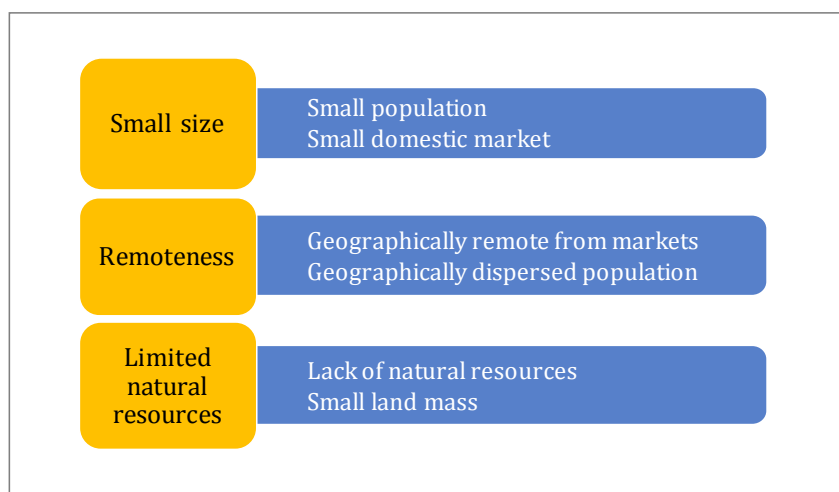 Small size
Small population
Small domestic market
Remoteness
Geographically remote from markets
Geographically dispersed population
Limited
natural
resources
Lack of natural resources
Small land mass